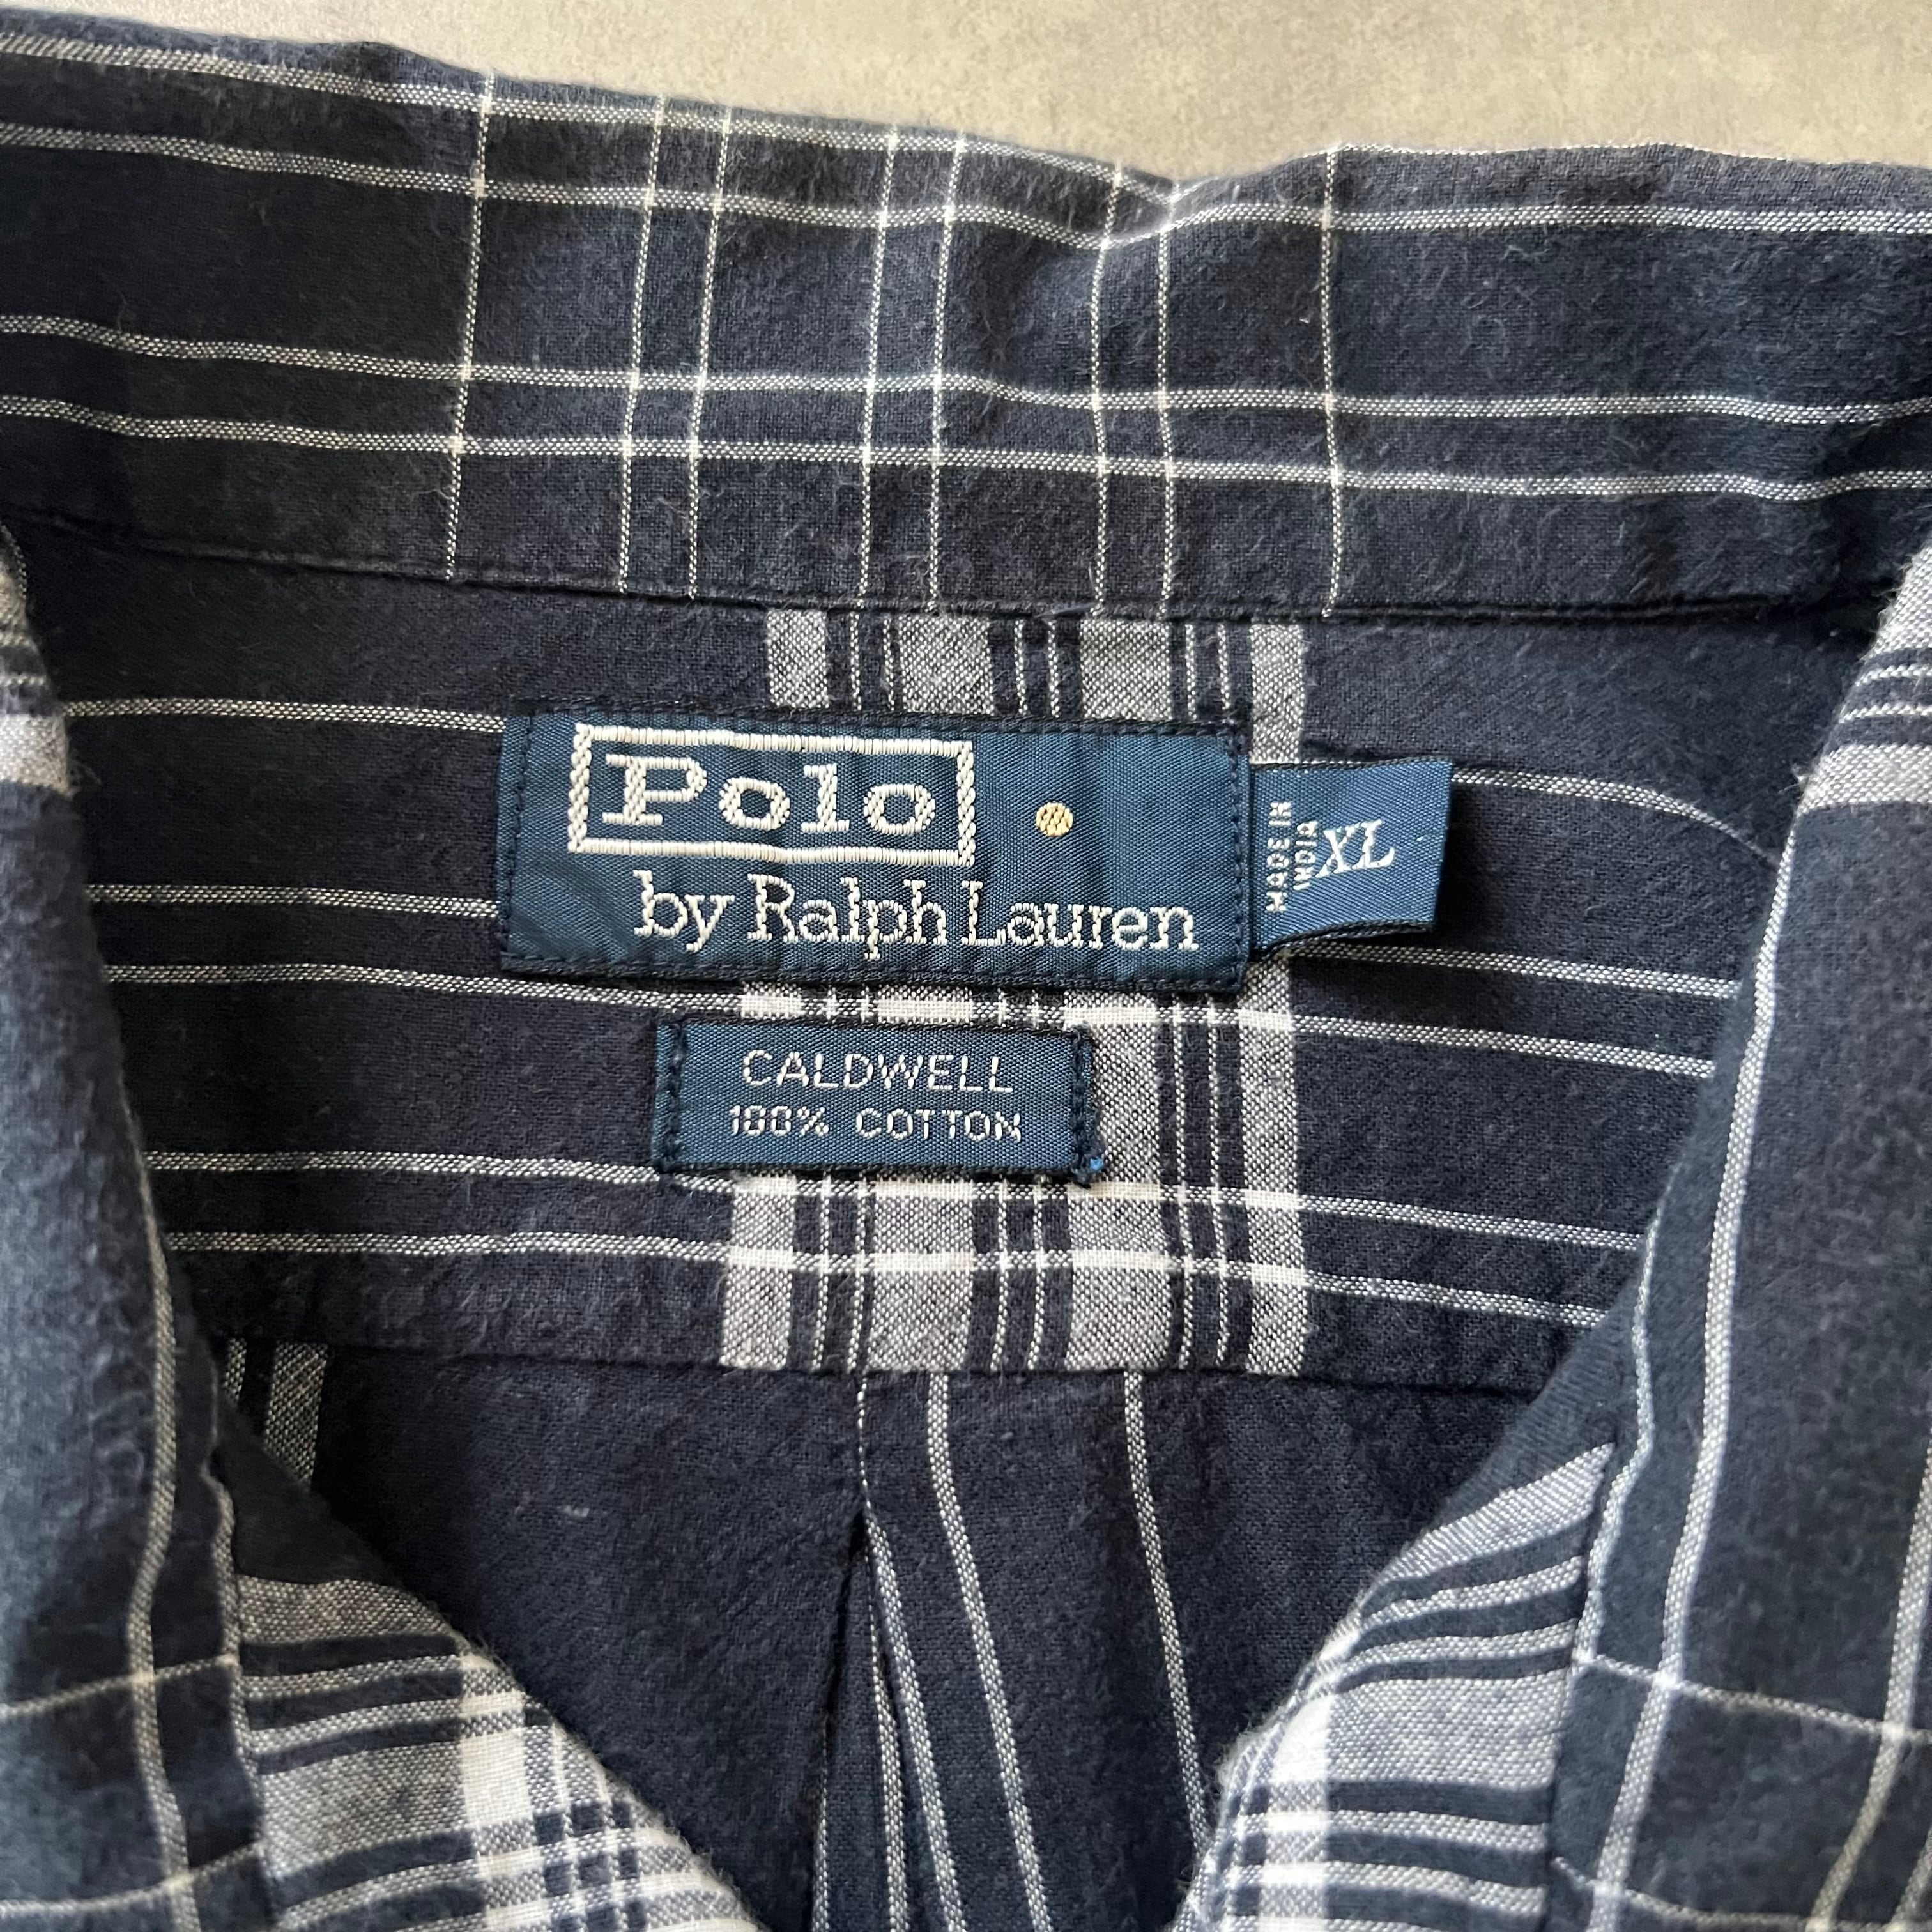 Polo
by Ralph Lauren
MADE IN
INDIA
XL
CALDWELL
100% COTTON